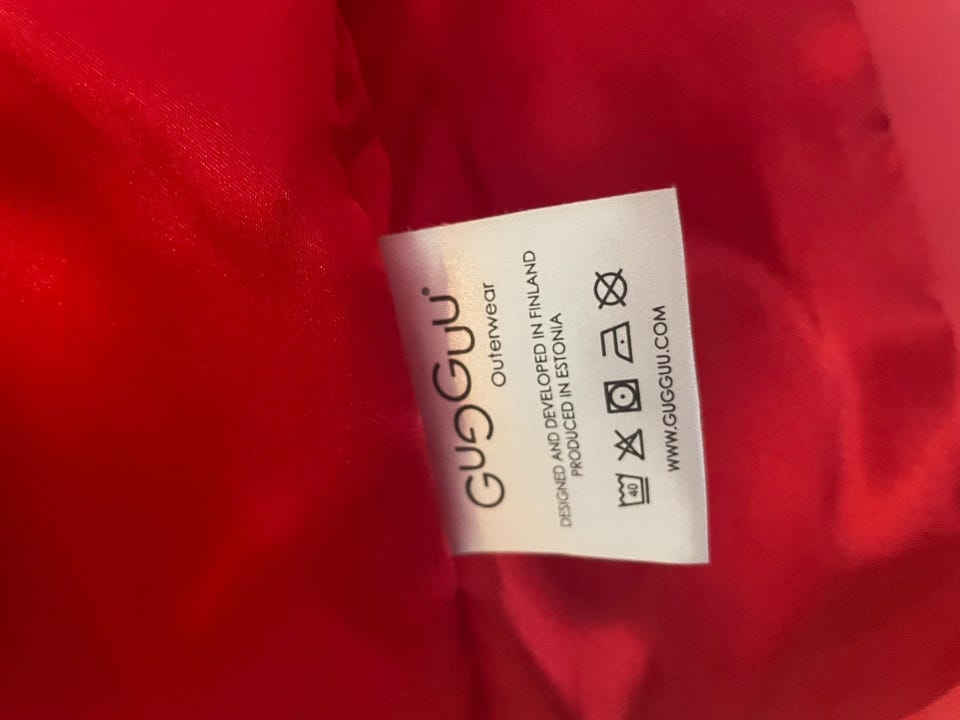 GUGGUU®
Outerwear
DESIGNED AND DEVELOPED IN FINLAND
PRODUCED IN ESTONIA
40
WWW.GUGGUU.COM